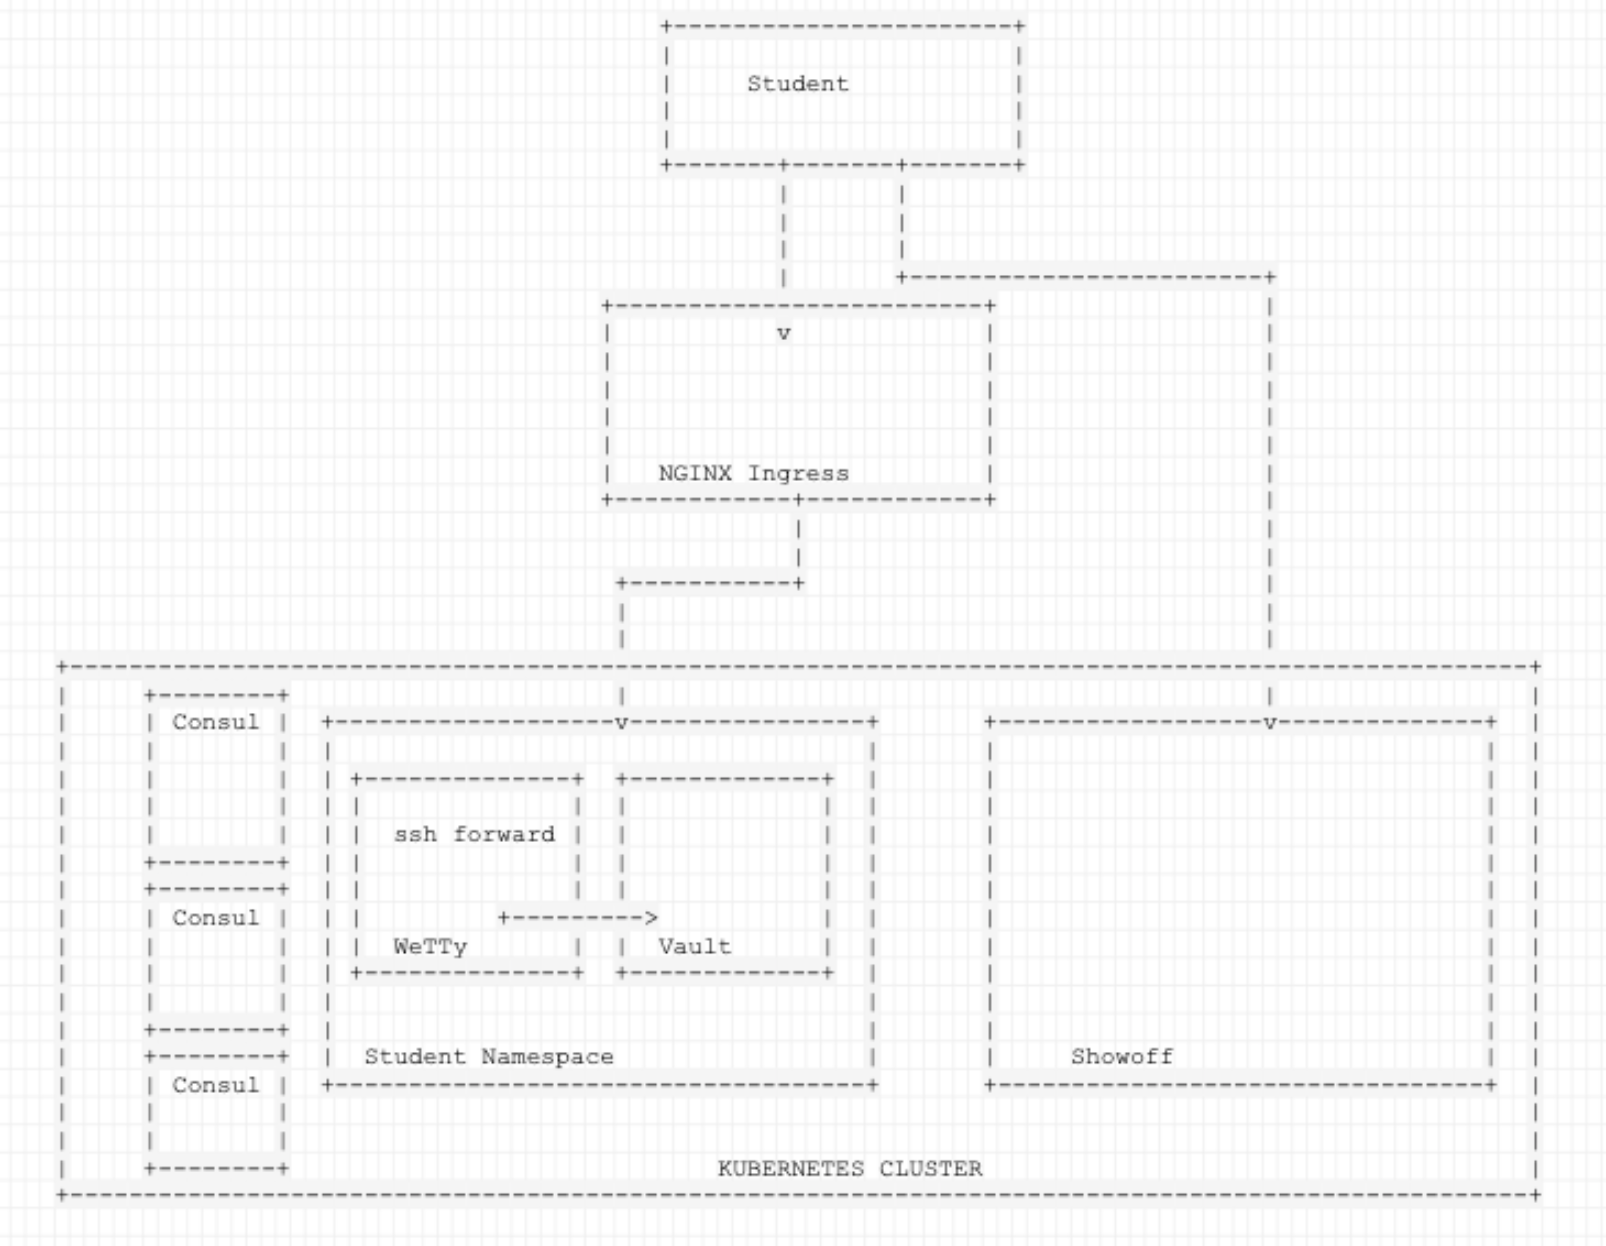 Student
v
NGINX Ingress
Consul
v
v
ssh forward
Consul
WeTTy
Vault
Student Namespace
Showoff
Consul
KUBERNETES CLUSTER